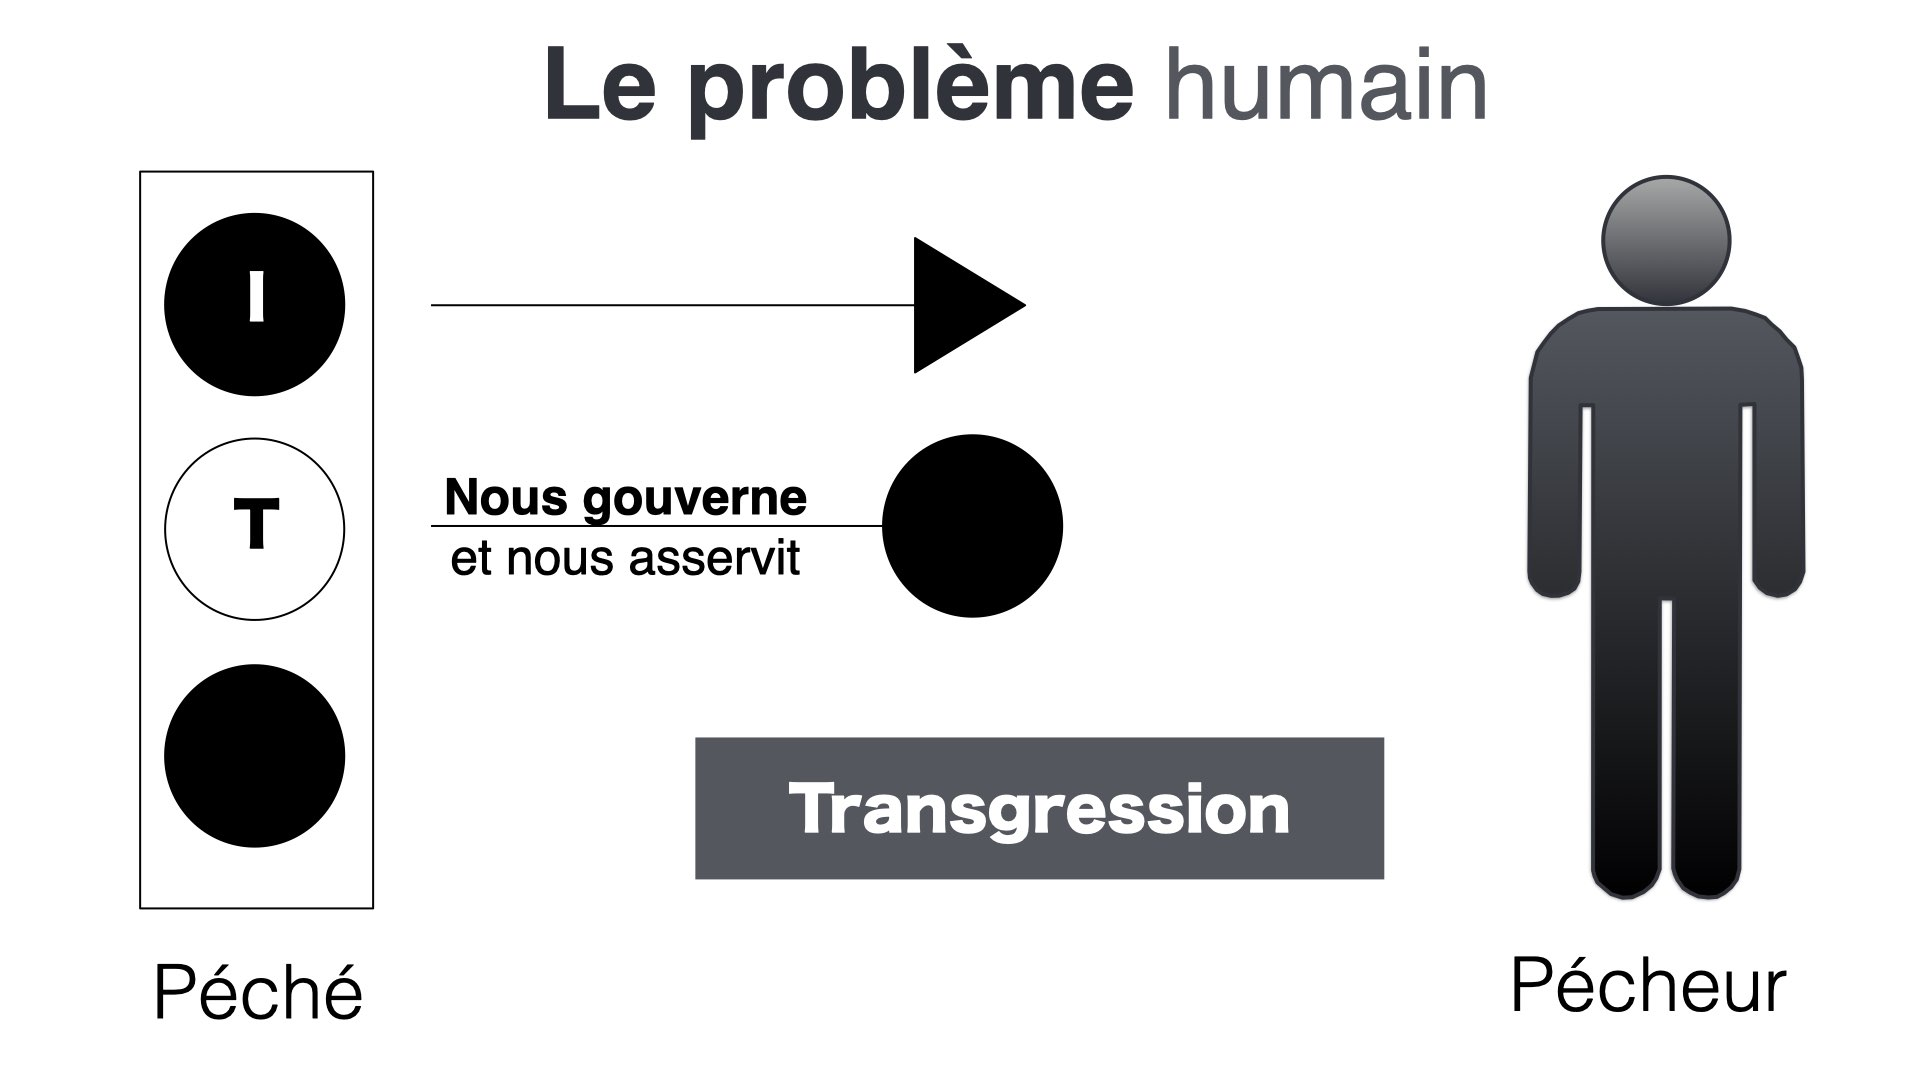 Le problème humain
I
T
Nous gouverne
et nous asservit
Transgression
Péché
Pécheur